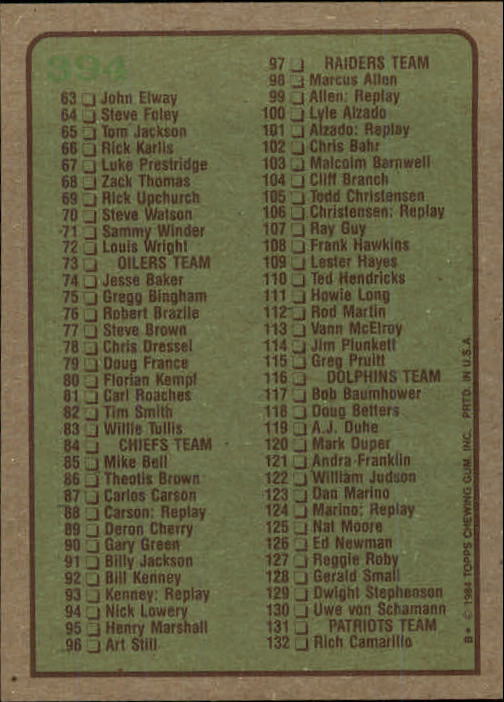 394
63 John Elway
64 Steve Foley
65 Tom Jackson
66 Rick Karlis
67 Luke Prestridge
68 Zack Thomas
69 Rick Upchurch
70 Steve Watson
71 Sammy Winder
72 Louis Wright
73 OILERS TEAM
74 Jesse Baker
75 Gregg Bingham
76 Robert Brazile
77 Steve Brown
78 Chris Dressel
79 Doug France
80 Florian Kempf
81 Carl Roaches
82 Tim Smith
83 Willie Tullis
84 CHIEFS TEAM
85 Mike Bell
86 Theotis Brown
87 Carlos Carson
88 Carson: Replay
89 Deron Cherry
90 Gary Green
91 Billy Jackson
92 Bill Kenney
93 Kenney: Replay
94 Nick Lowery
95 Henry Marshall
96 Art Still
97 RAIDERS TEAM
98 Marcus Allen
99 Allen: Replay
100 Lyle Alzado
101 Alzado: Replay
102 Chris Bahr
103 Malcolm Barnwell
104 Cliff Branch
105 Todd Christensen
106 Christensen: Replay
107 Ray Guy
108 Frank Hawkins
109 Lester Hayes
110 Ted Hendricks
111 Howie Long
112 Rod Martin
113 Vann McElroy
114 Jim Plunkett
115 Greg Pruitt
116 DOLPHINS TEAM
117 Bob Baumhower
118 Doug Betters
119 A.J. Duhe
120 Mark Duper
121 Andra Franklin
122 William Judson
123 Dan Marino
124 Marino: Replay
125 Nat Moore
126 Ed Newman
127 Reggie Roby
128 Gerald Small
129 Dwight Stephenson
130 Uwe von Schamann
131 PATRIOTS TEAM
132 Rich Camarillo
B* © 1984 TOPPS CHEWING GUM, INC. PRTD. IN U.S.A.